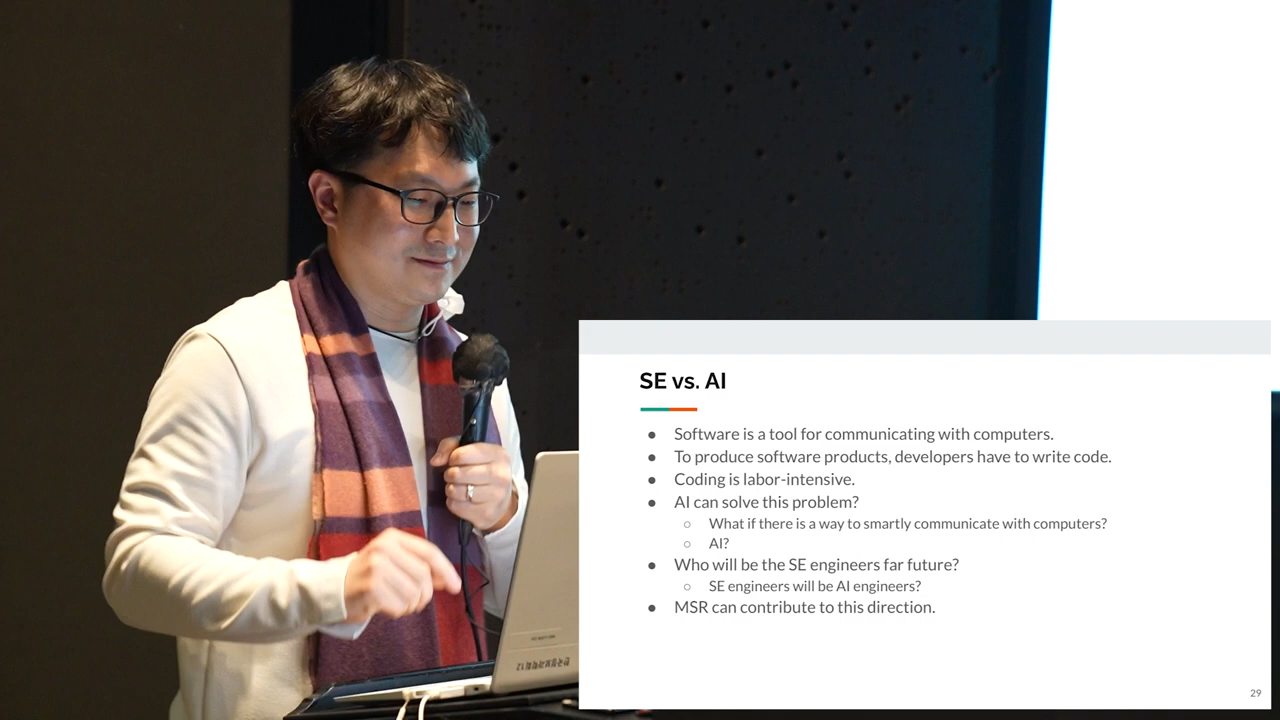 SE vs. AI
● Software is a tool for communicating with computers.
● To produce software products, developers have to write code.
● Coding is labor-intensive.
● AI can solve this problem?
○ What if there is a way to smartly communicate with computers?
○ AI?
● Who will be the SE engineers far future?
○ SE engineers will be AI engineers?
● MSR can contribute to this direction.
29